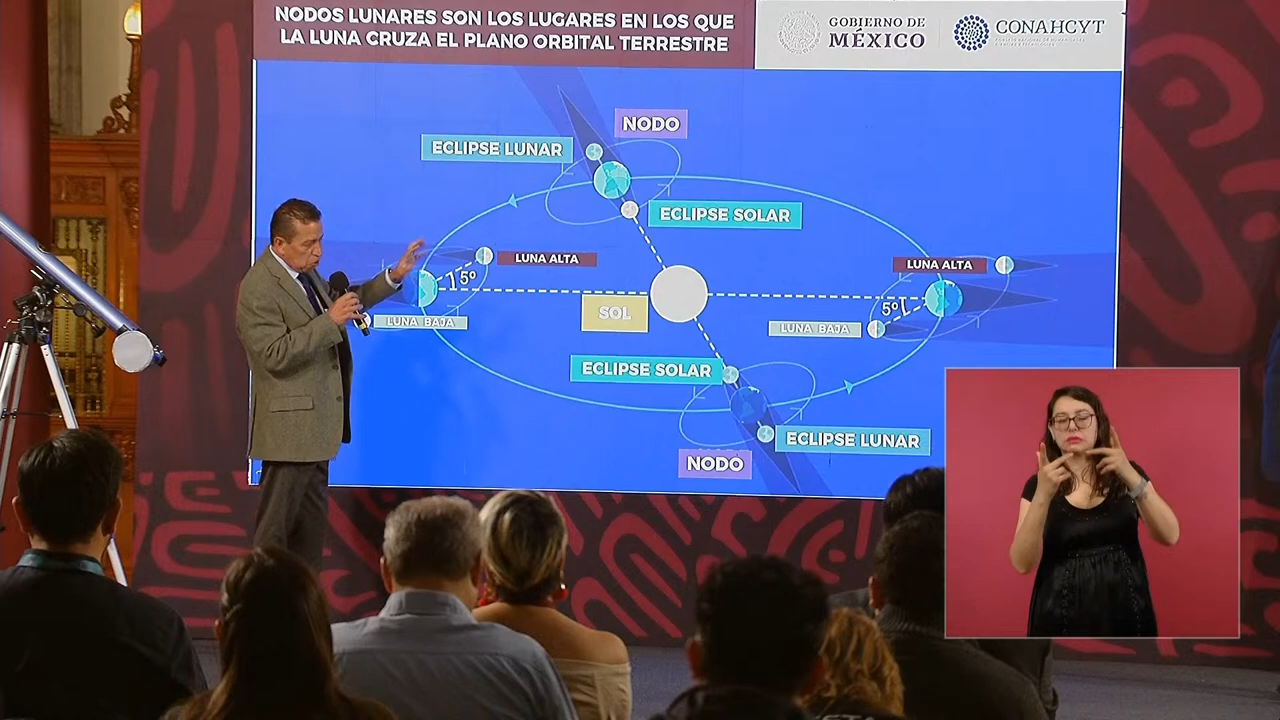 NODOS LUNARES SON LOS LUGARES EN LOS QUE
LA LUNA CRUZA EL PLANO ORBITAL TERRESTRE
GOBIERNO DE
MÉXICO
CONAHCYT
NODO
ECLIPSE LUNAR
ECLIPSE SOLAR
LUNA ALTA
LUNA ALTA
5º
5º
SOL
LUNA BAJA
LUNA BAJA
ECLIPSE SOLAR
ECLIPSE LUNAR
NODO